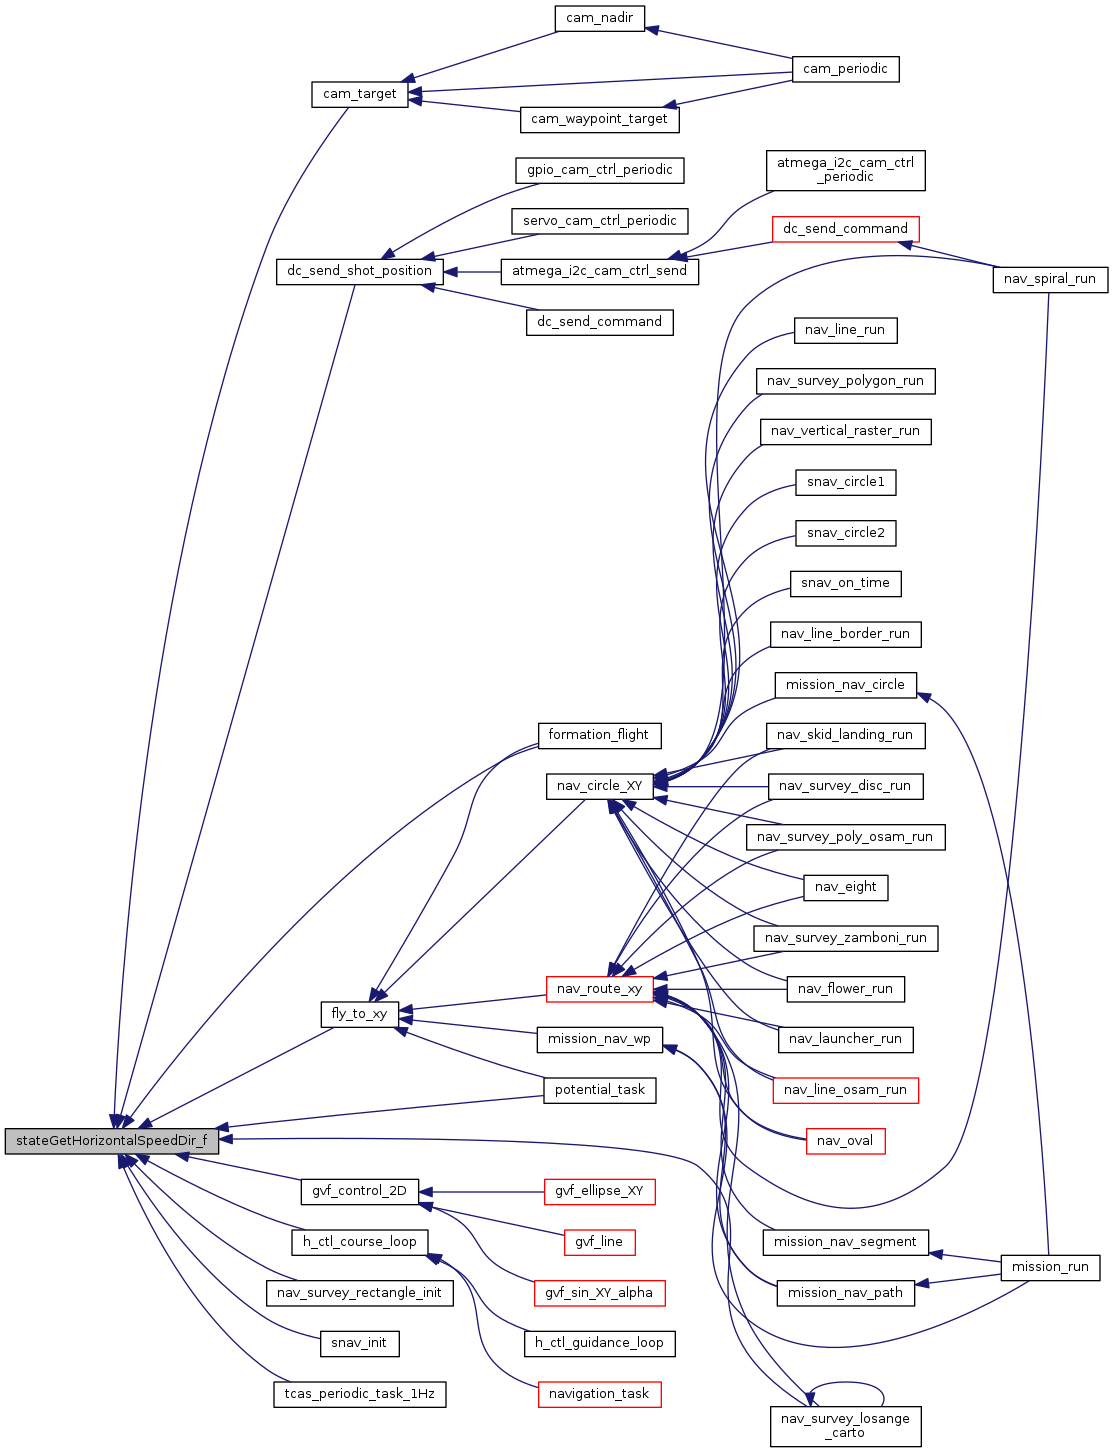 cam_nadir
cam_periodic
cam_target
cam_waypoint_target
atmega_i2c_cam_ctrl
_periodic
gpio_cam_ctrl_periodic
servo_cam_ctrl_periodic
dc_send_command
dc_send_shot_position
atmega_i2c_cam_ctrl_send
nav_spiral_run
dc_send_command
nav_line_run
nav_survey_polygon_run
nav_vertical_raster_run
snav_circle1
snav_circle2
snav_on_time
nav_line_border_run
mission_nav_circle
formation_flight
nav_skid_landing_run
nav_circle_XY
nav_survey_disc_run
nav_survey_poly_osam_run
nav_eight
nav_survey_zamboni_run
nav_route_xy
nav_flower_run
fly_to_xy
mission_nav_wp
nav_launcher_run
potential_task
nav_line_osam_run
stateGetHorizontalSpeedDir_f
nav_oval
gvf_control_2D
gvf_ellipse_XY
h_ctl_course_loop
gvf_line
mission_nav_segment
mission_run
nav_survey_rectangle_init
gvf_sin_XY_alpha
mission_nav_path
snav_init
h_ctl_guidance_loop
tcas_periodic_task_1Hz
navigation_task
nav_survey_losange
_carto